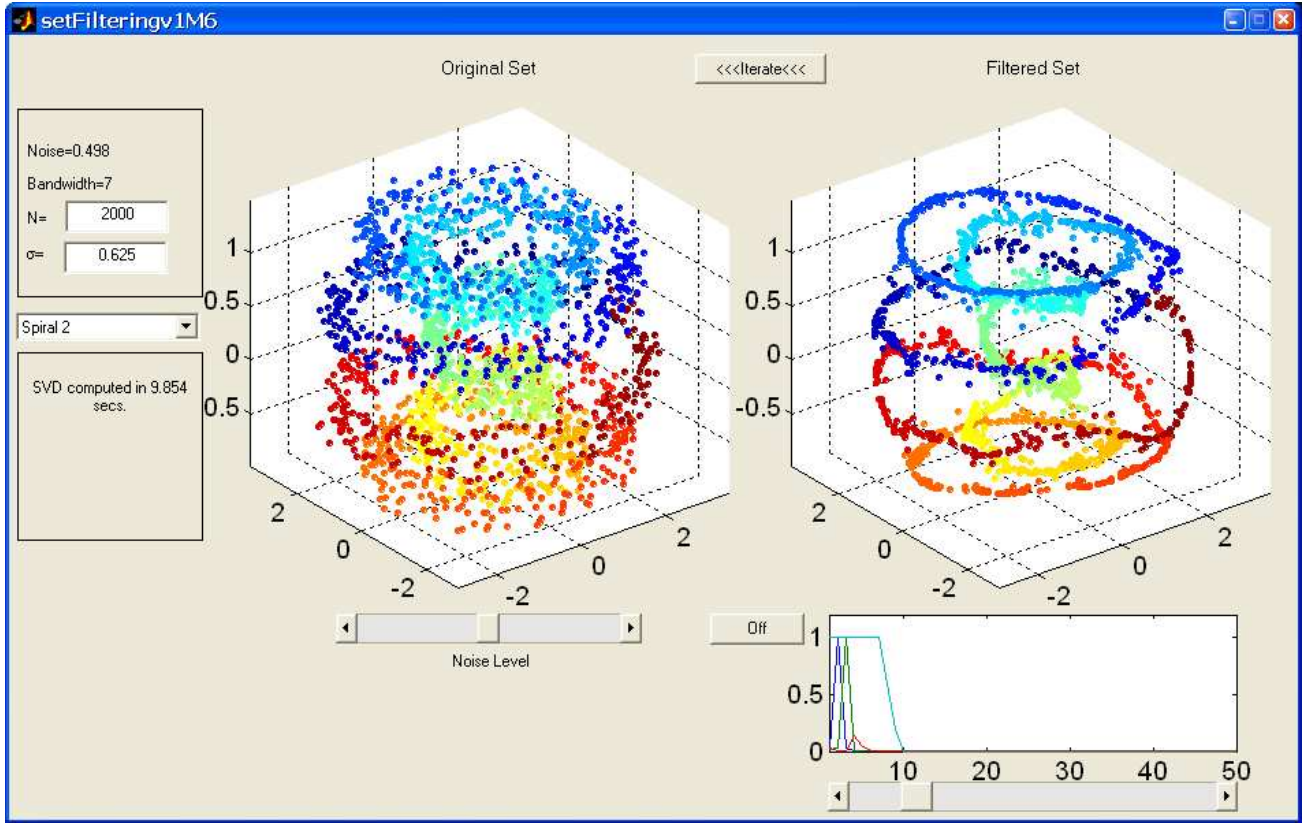 setFilteringv1M6
Original Set
<<<Iterate<<<
Filtered Set
Noise=0.498
Bandwidth=7
N= 2000
σ= 0.625
Spiral 2
SVD computed in 9.854
secs.
1
0.5
0
0.5
2
0
-2
-2
0
2
1
0.5
0
-0.5
2
0
-2
-2
0
2
Noise Level
Off
1
0.5
0
10 20 30 40 50